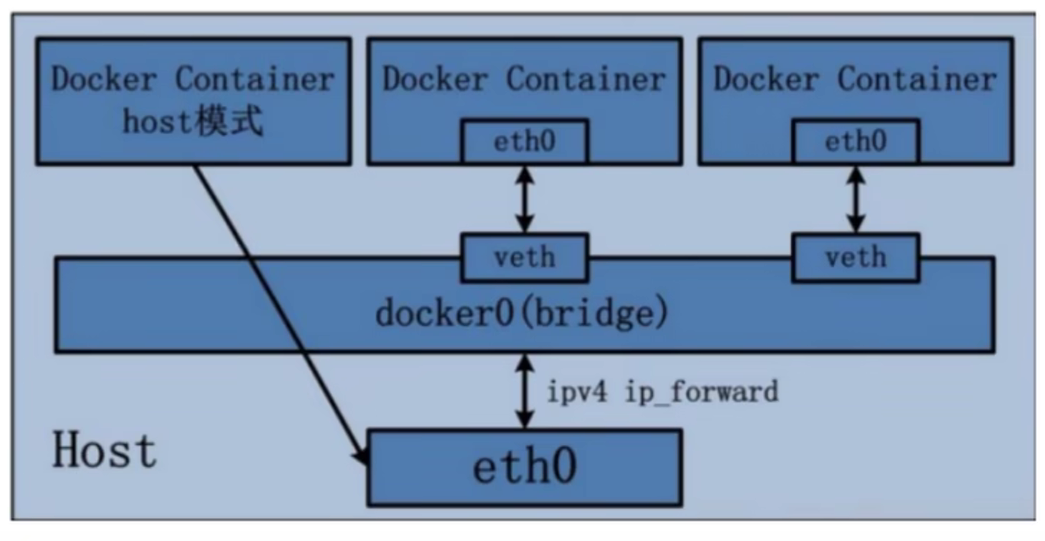 Docker Container
host模式
Docker Container
eth0
Docker Container
eth0
veth
veth
docker0(bridge)
ipv4 ip_forward
Host
eth0